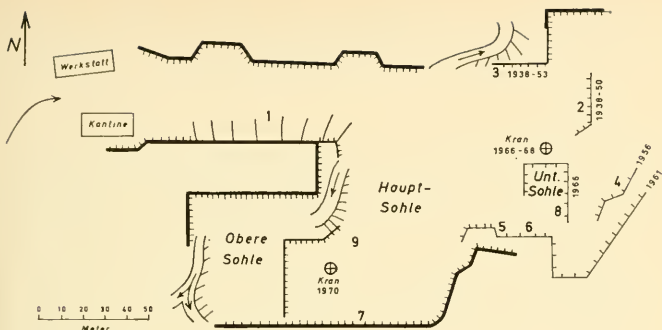 N
Werkstatt
Kantine
1
3 1938-53
2
1938-50
Kran
1966-68
Unt.
Sohle
1966
8
4
1956
1961
Haupt-
Sohle
5 6
Obere
Sohle
9
Kran
1970
7
0 10 20 30 40 50
Meter